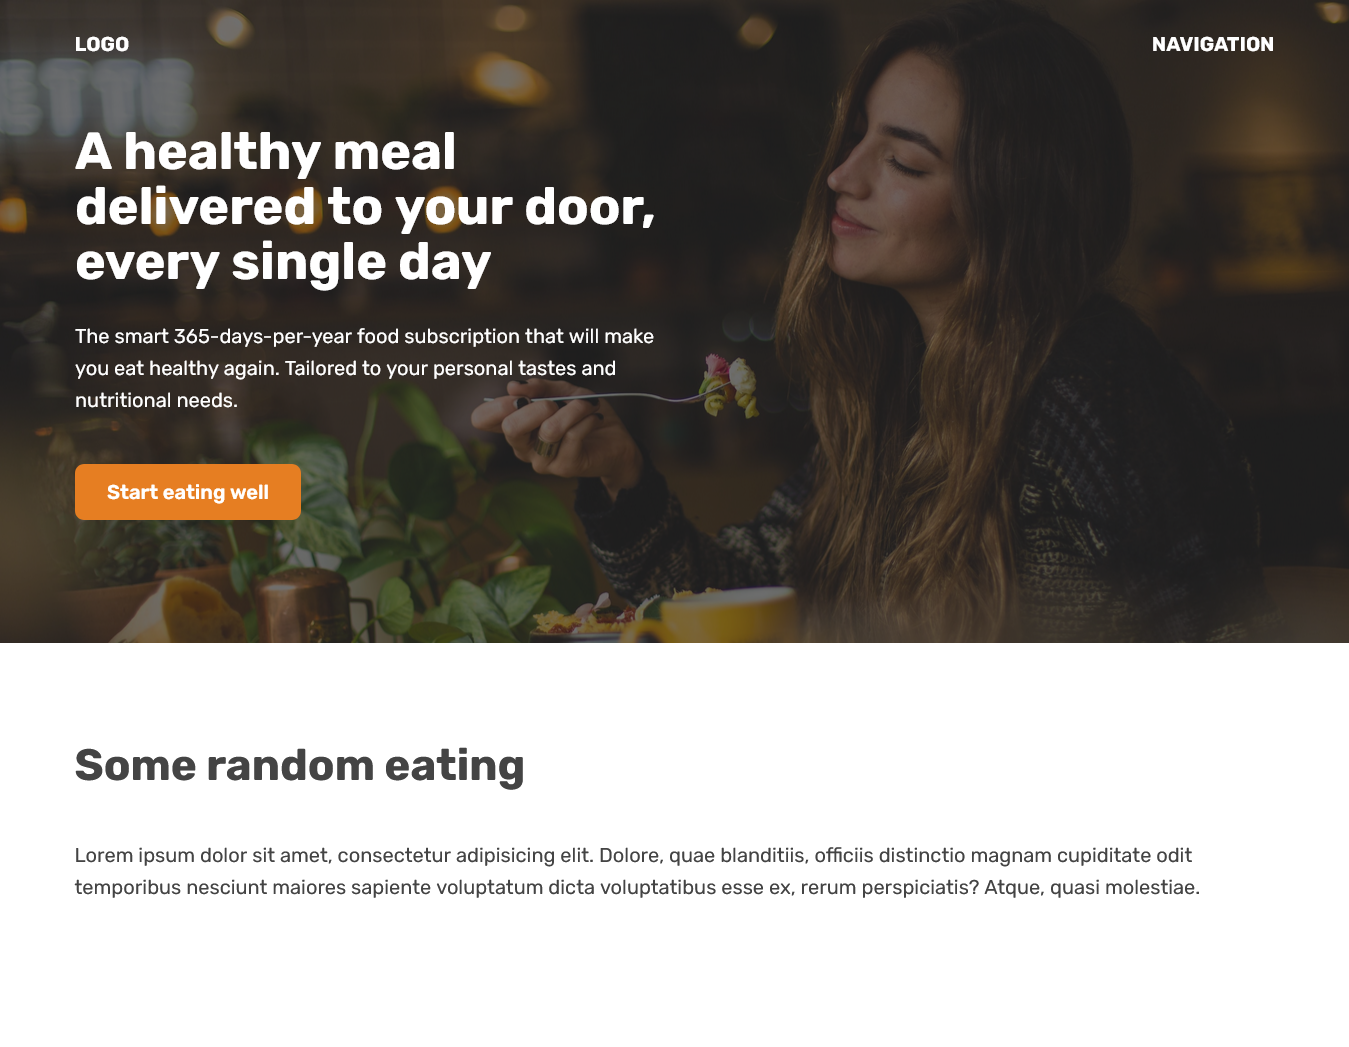 LOGO
NAVIGATION
A healthy meal
delivered to your door,
every single day
The smart 365-days-per-year food subscription that will make
you eat healthy again. Tailored to your personal tastes and
nutritional needs.
Start eating well
Some random eating
Lorem ipsum dolor sit amet, consectetur adipisicing elit. Dolore, quae blanditiis, officiis distinctio magnam cupiditate odit
temporibus nesciunt maiores sapiente voluptatum dicta voluptatibus esse ex, rerum perspiciatis? Atque, quasi molestiae.